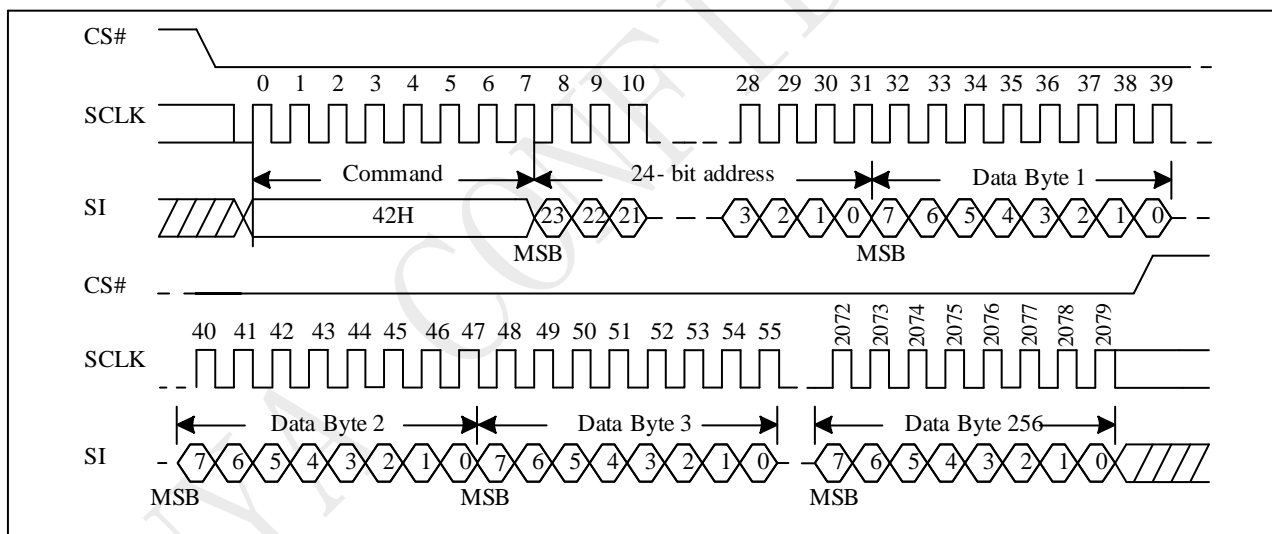 CS#
0 1 2 3 4 5 6 7 8 9 10 28 29 30 31 32 33 34 35 36 37 38 39
SCLK
Command 24- bit address Data Byte 1
SI 42H 23 22 21 3 2 1 0 7 6 5 4 3 2 1 0
MSB MSB
CS#
40 41 42 43 44 45 46 47 48 49 50 51 52 53 54 55 2072 2073 2074 2075 2076 2077 2078 2079
SCLK
Data Byte 2 Data Byte 3 Data Byte 256
SI 7 6 5 4 3 2 1 0 7 6 5 4 3 2 1 0 7 6 5 4 3 2 1 0
MSB MSB MSB